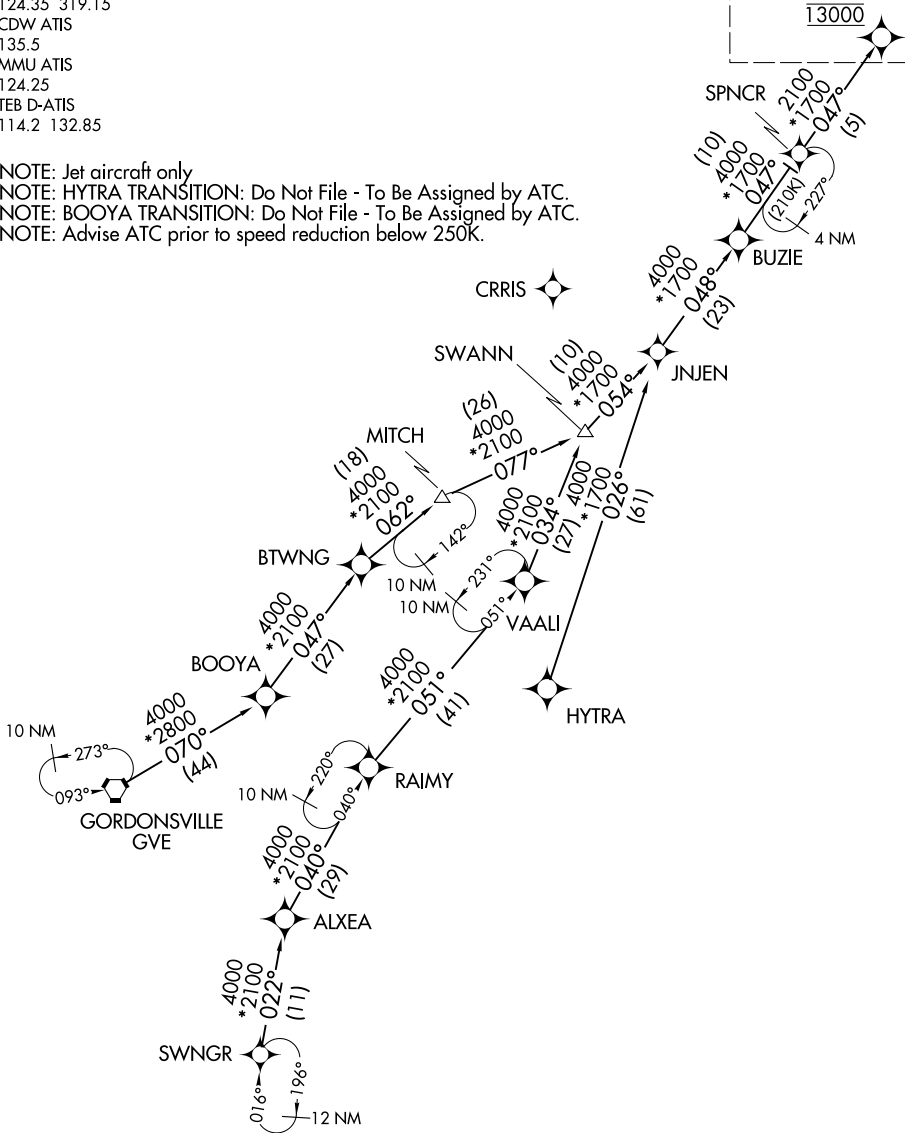 124.35 319.15
CDW ATIS
135.5
MMU ATIS
124.25
TEB D-ATIS
114.2 132.85
NOTE: Jet aircraft only
NOTE: HYTRA TRANSITION: Do Not File - To Be Assigned by ATC.
NOTE: BOOYA TRANSITION: Do Not File - To Be Assigned by ATC.
NOTE: Advise ATC prior to speed reduction below 250K.
13000
SPNCR
2100
*1700
047°
(5)
(10)
4000
*1700
047°
(210K)
227°
4 NM
BUZIE
4000
*1700
048°
(23)
CRRIS
JNJEN
SWANN
(10)
4000
*1700
054°
MITCH
(26)
4000
*2100
077°
(18)
4000
*2100
062°
142°
10 NM
BTWNG
4000
*2100
034°
(27)
4000
*1700
026°
(61)
231°
10 NM
051°
VAALI
4000
*2100
047°
(27)
BOOYA
4000
*2100
051°
(41)
HYTRA
4000
*2800
070°
(44)
10 NM
273°
093°
GORDONSVILLE
GVE
RAIMY
220°
10 NM
040°
4000
*2100
040°
(29)
ALXEA
4000
*2100
022°
(11)
SWNGR
016°
196°
12 NM